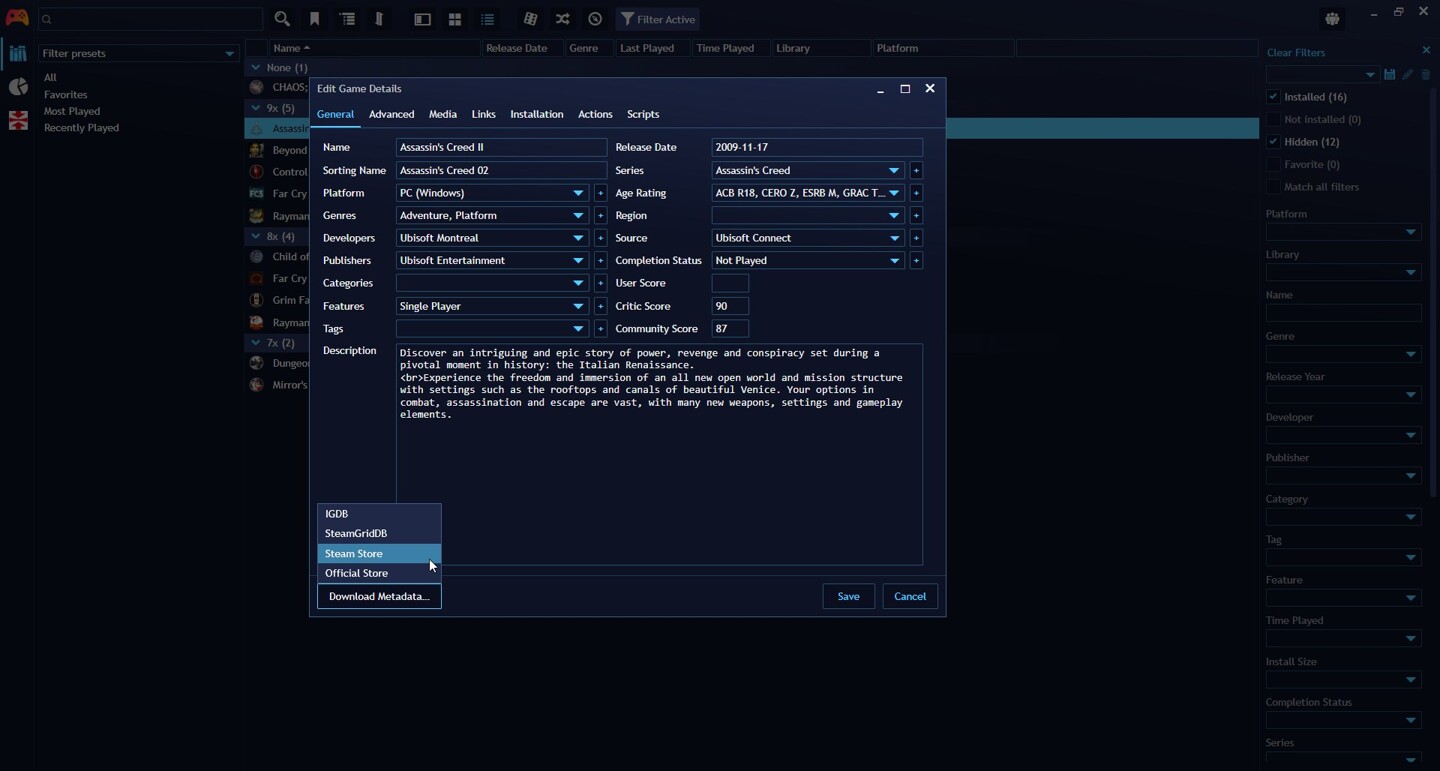 Filter Active
Filter presets
All
Favorites
Most Played
Recently Played
Name
Release Date
Genre
Last Played
Time Played
Library
Platform
None (1)
CHAOS;
9x (5)
Assassin
Beyond
Control
Far Cry
Rayman
8x (4)
Child of
Far Cry
Grim Fa
Rayman
7x (2)
Dungeo
Mirror's
Edit Game Details
General
Advanced
Media
Links
Installation
Actions
Scripts
Name
Assassin's Creed II
Release Date
2009-11-17
Sorting Name
Assassin's Creed 02
Series
Assassin's Creed
+
Platform
PC (Windows)
+
Age Rating
ACB R18, CERO Z, ESRB M, GRAC T...
+
Genres
Adventure, Platform
+
Region
+
Developers
Ubisoft Montreal
+
Source
Ubisoft Connect
+
Publishers
Ubisoft Entertainment
+
Completion Status
Not Played
+
Categories
+
User Score
Features
Single Player
+
Critic Score
90
Tags
+
Community Score
87
Description
Discover an intriguing and epic story of power, revenge and conspiracy set during a
pivotal moment in history: the Italian Renaissance.
<br>Experience the freedom and immersion of an all new open world and mission structure
with settings such as the rooftops and canals of beautiful Venice. Your options in
combat, assassination and escape are vast, with many new weapons, settings and gameplay
elements.
IGDB
SteamGridDB
Steam Store
Official Store
Download Metadata...
Save
Cancel
Clear Filters
Installed (16)
Not installed (0)
Hidden (12)
Favorite (0)
Match all filters
Platform
Library
Name
Genre
Release Year
Developer
Publisher
Category
Tag
Feature
Time Played
Install Size
Completion Status
Series